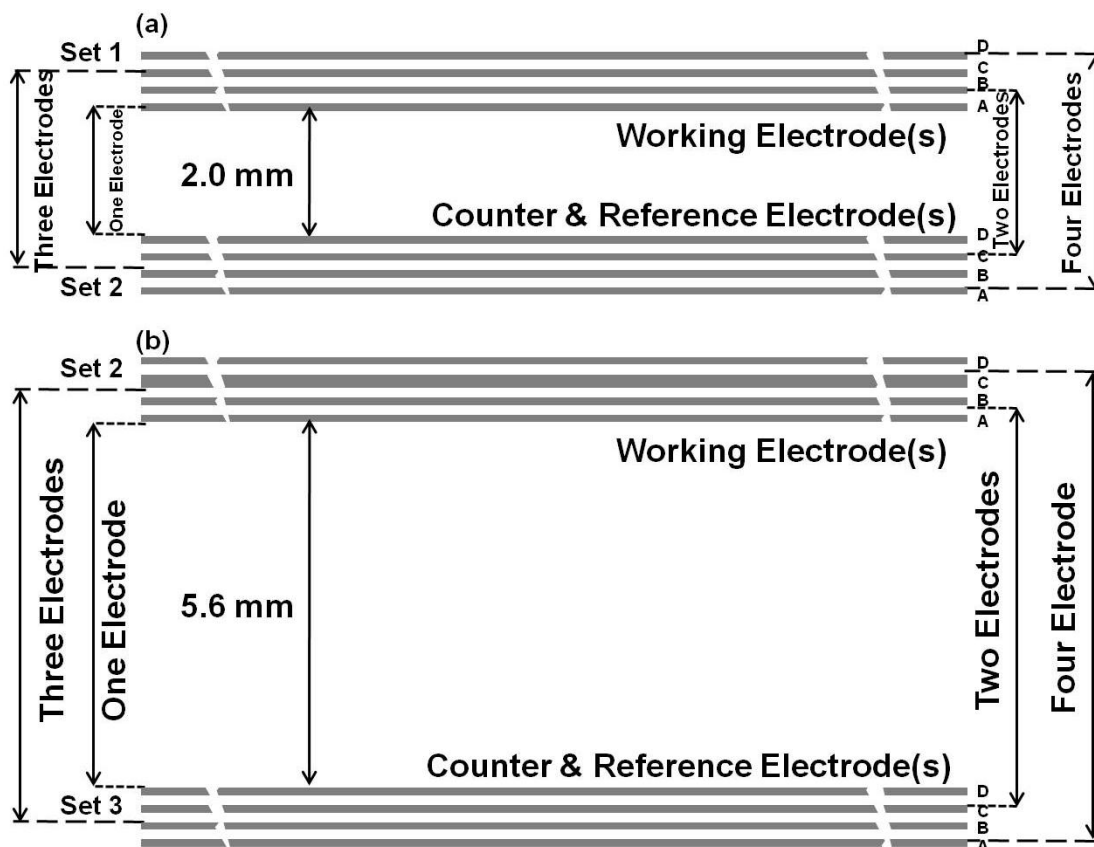 (a)
Set 1
D
C
B
A
Three Electrodes
One Electrode
2.0 mm
Working Electrode(s)
Two Electrodes
Four Electrodes
Counter & Reference Electrode(s)
D
C
B
A
Set 2
(b)
Set 2
D
C
B
A
Working Electrode(s)
Three Electrodes
One Electrode
5.6 mm
Two Electrodes
Four Electrode
Counter & Reference Electrode(s)
Set 3
D
C
B
A